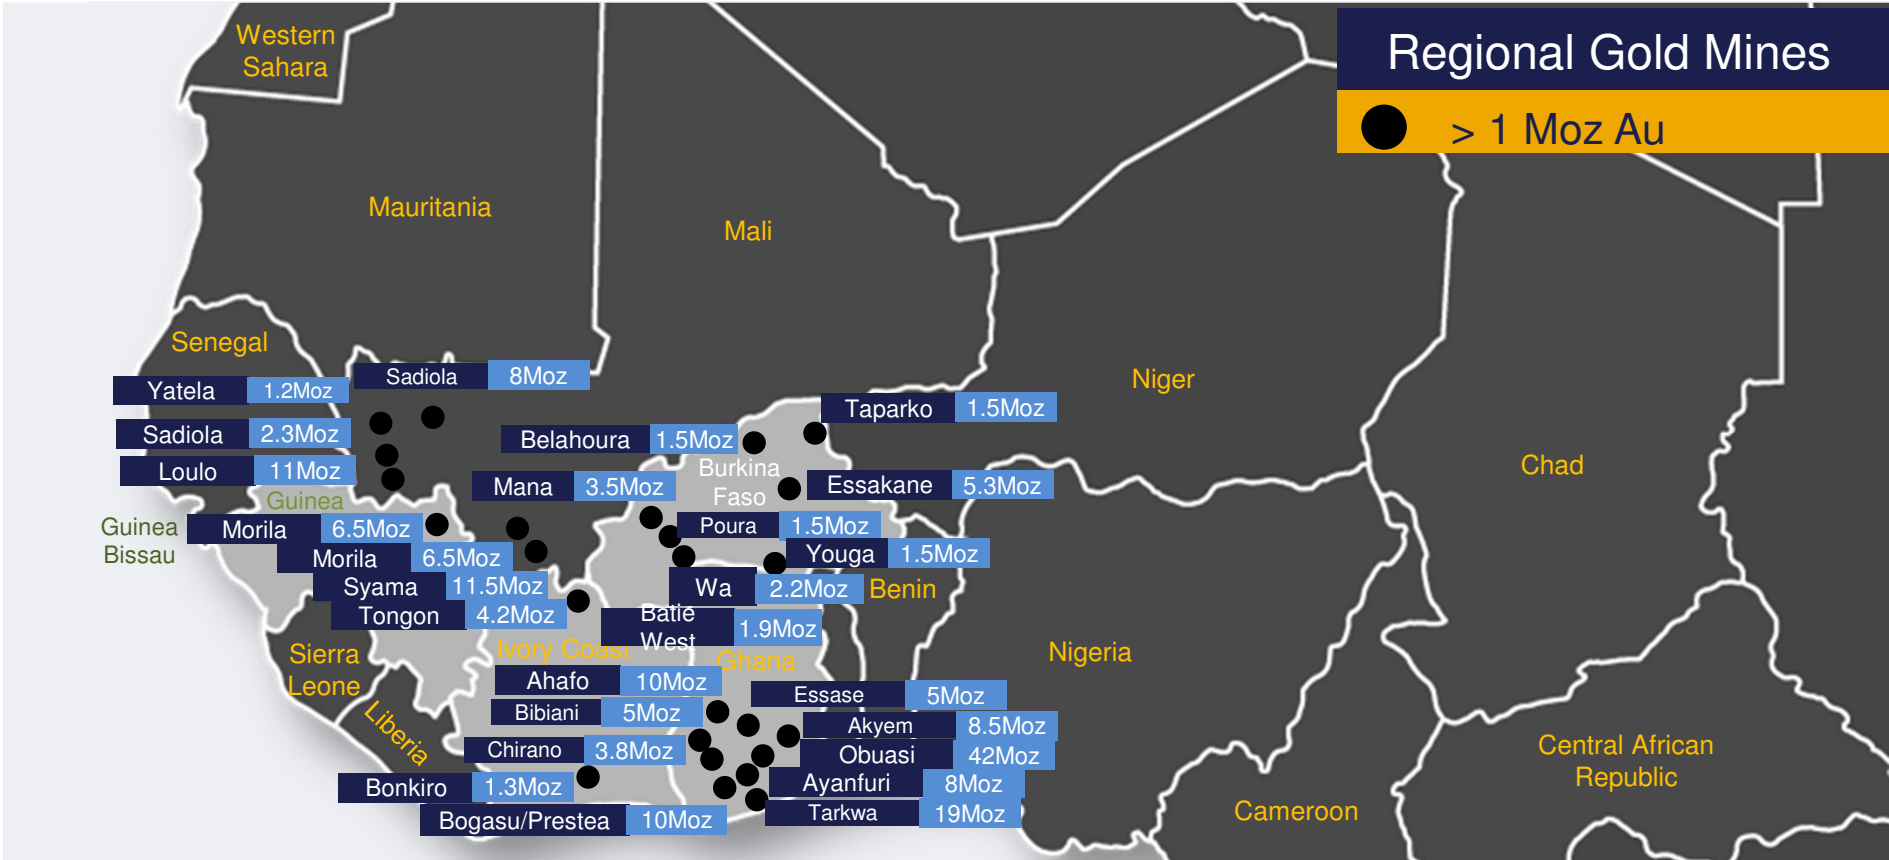 Western
Sahara
Regional Gold Mines
> 1 Moz Au
Mauritania
Mali
Senegal
Niger
Chad
Yatela 1.2Moz
Sadiola 8Moz
Sadiola 2.3Moz
Loulo 11Moz
Taparko 1.5Moz
Belahoura 1.5Moz
Burkina
Faso
Mana 3.5Moz
Essakane 5.3Moz
Guinea
Guinea
Bissau
Morila 6.5Moz
Poura 1.5Moz
Morila 6.5Moz
Youga 1.5Moz
Syama 11.5Moz
Wa 2.2Moz
Benin
Tongon 4.2Moz
Batie
West 1.9Moz
Sierra
Leone
Ivory Coast
Ghana
Nigeria
Liberia
Ahafo 10Moz
Essase 5Moz
Bibiani 5Moz
Akyem 8.5Moz
Chirano 3.8Moz
Obuasi 42Moz
Bonkiro 1.3Moz
Ayanfuri 8Moz
Bogasu/Prestea 10Moz
Tarkwa 19Moz
Central African
Republic
Cameroon